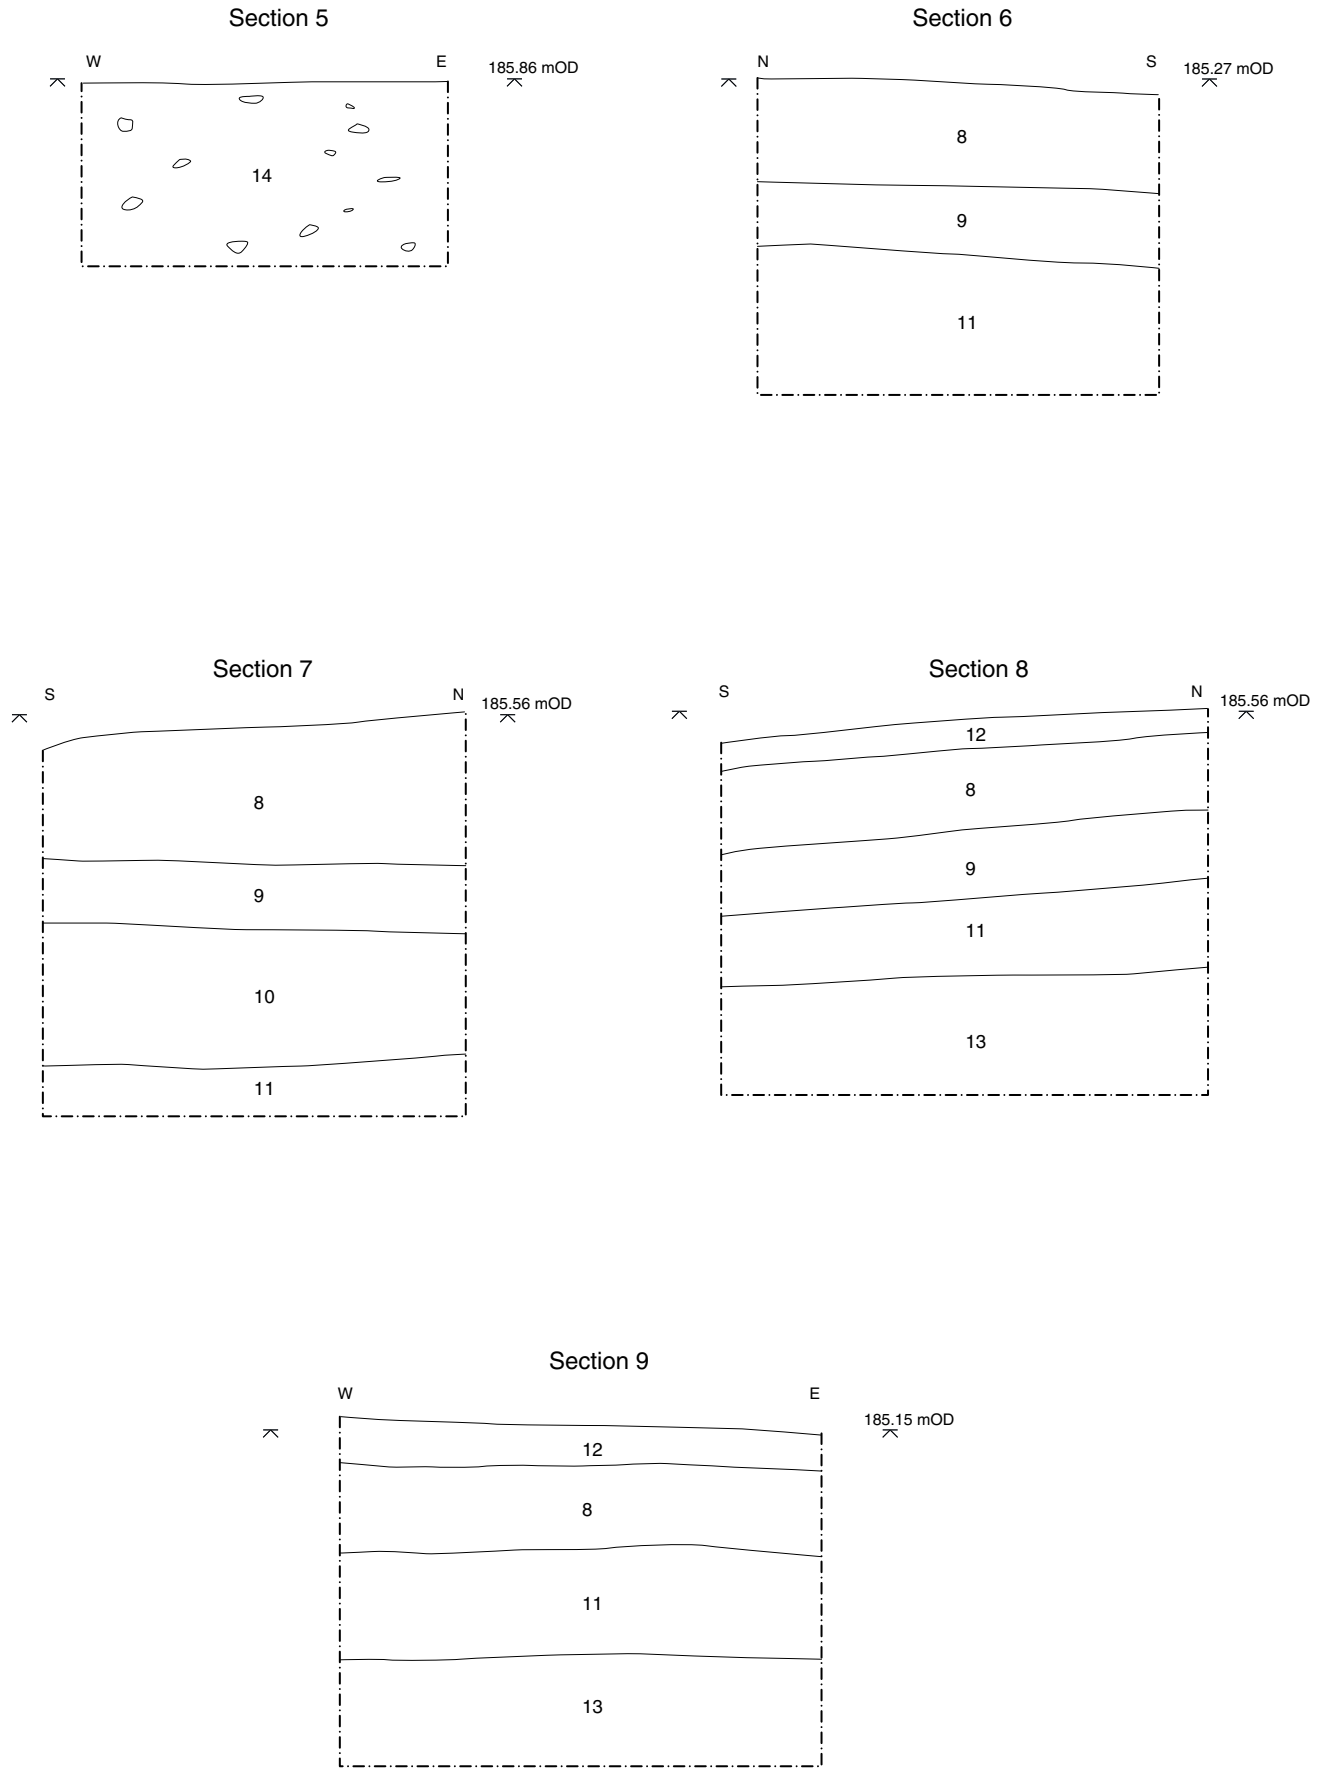 Section 5
W
E
185.86 mOD
14
Section 6
N
S
185.27 mOD
8
9
11
Section 7
S
N
185.56 mOD
8
9
10
11
Section 8
S
N
185.56 mOD
12
8
9
11
13
Section 9
W
E
185.15 mOD
12
8
11
13